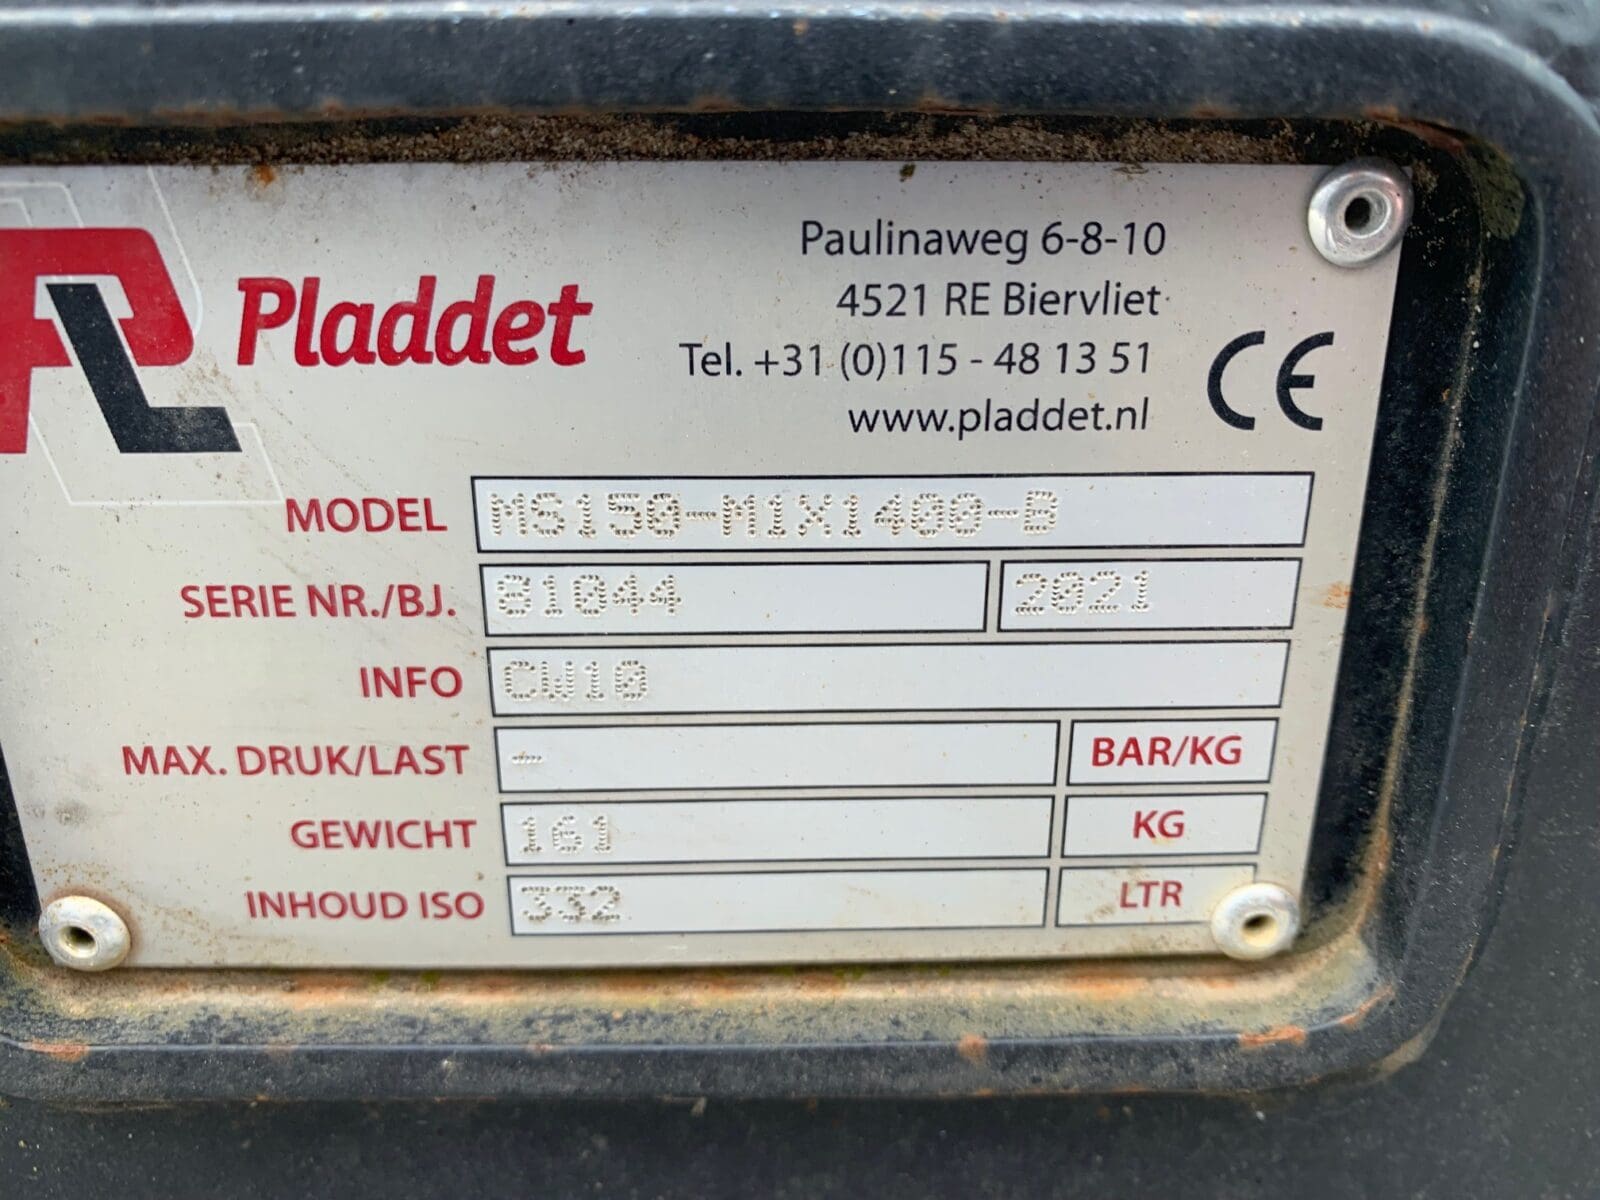 Pladdet
Paulinaweg 6-8-10
4521 RE Biervliet
Tel. +31 (0)115 - 48 13 51
www.pladdet.nl
CE
MODEL MS150-M1X1400-B
SERIE NR./BJ. 81044 2021
INFO CW10
MAX. DRUK/LAST - BAR/KG
GEWICHT 161 KG
INHOUD ISO 332 LTR